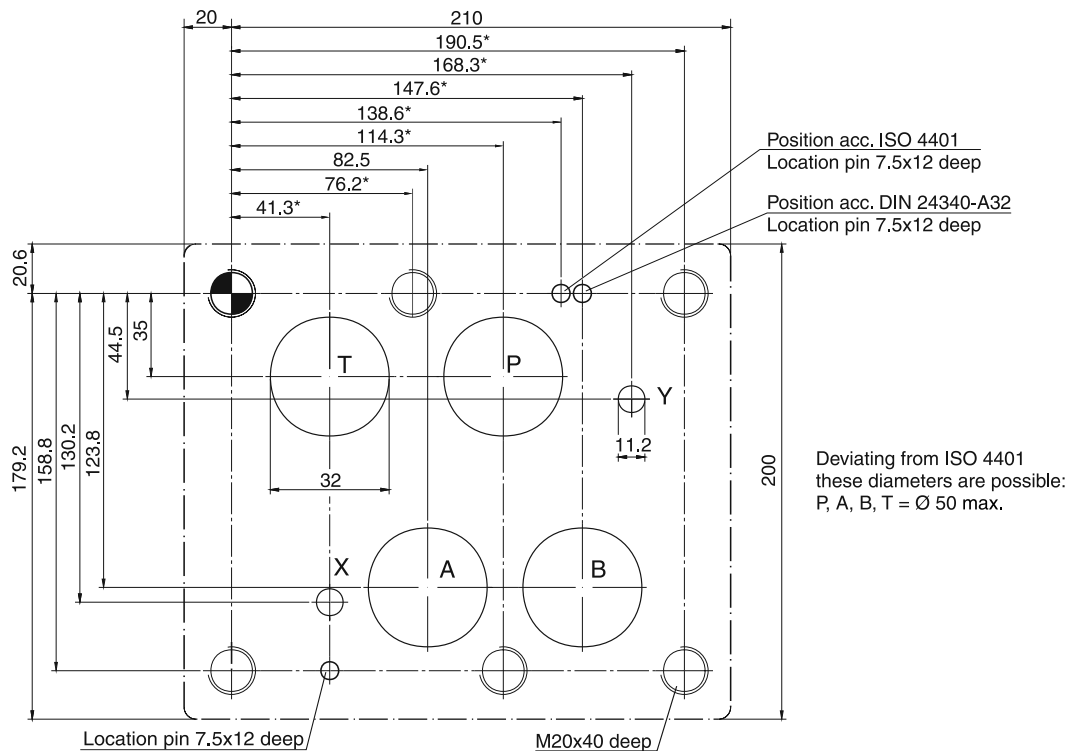 20
210
190.5*
168.3*
147.6*
138.6*
114.3*
82.5
76.2*
41.3*
Position acc. ISO 4401
Location pin 7.5x12 deep
Position acc. DIN 24340-A32
Location pin 7.5x12 deep
20.6
35
44.5
T
P
Y
11.2
32
179.2
158.8
130.2
123.8
200
Deviating from ISO 4401
these diameters are possible:
P, A, B, T = Ø 50 max.
X
A
B
Location pin 7.5x12 deep
M20x40 deep